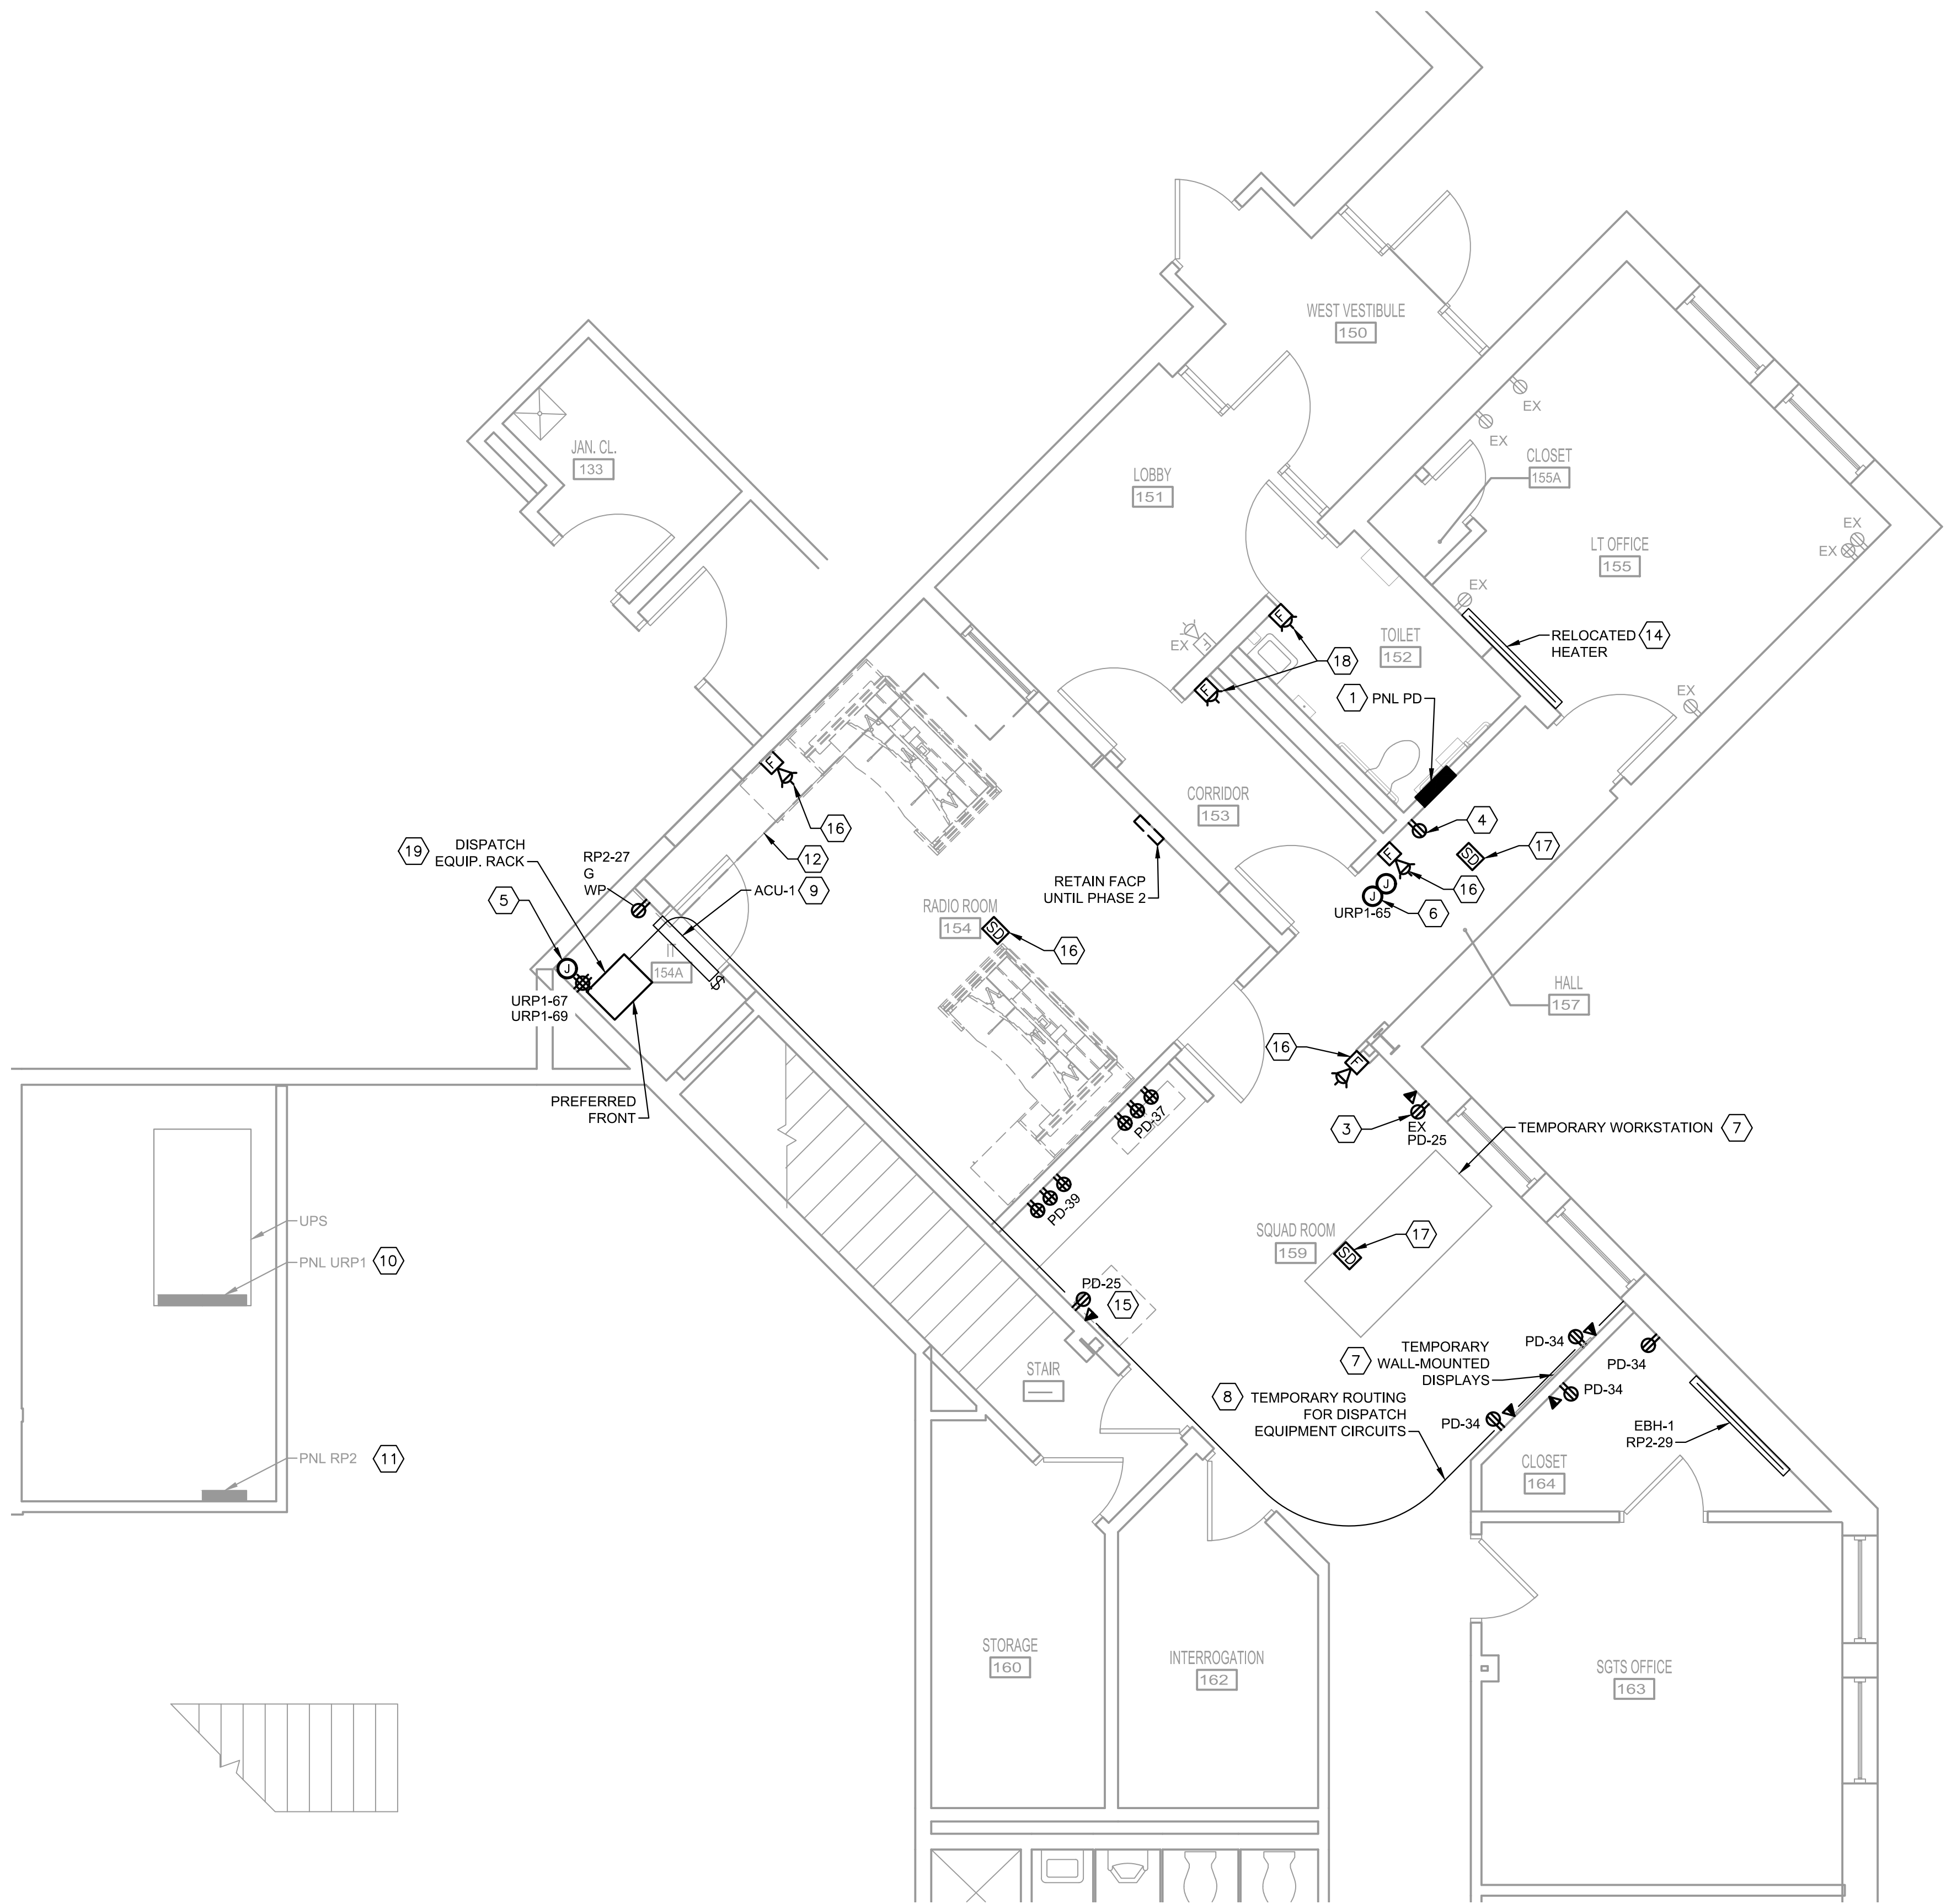 WEST VESTIBULE
150
JAN. CL.
133
LOBBY
151
EX
EX
CLOSET
155A
LT OFFICE
155
EX
EX
EX
F
EX
F
TOILET
152
RELOCATED
HEATER
14
18
F
1
PNL PD
EX
F
16
12
CORRIDOR
153
4
F
SD
17
16
J
J
URP1-65
6
19
DISPATCH
EQUIP. RACK
RP2-27
G
WP
ACU-1
9
RETAIN FACP
UNTIL PHASE 2
5
RADIO ROOM
154
SD
16
J
IT
154A
$
URP1-67
URP1-69
HALL
157
16
F
PREFERRED
FRONT
PD-37
3
EX
PD-25
TEMPORARY WORKSTATION
7
PD-39
UPS
PNL URP1
10
SQUAD ROOM
159
SD
17
PD-25
15
PD-34
PD-34
7
TEMPORARY
WALL-MOUNTED
DISPLAYS
PD-34
STAIR
8
TEMPORARY ROUTING
FOR DISPATCH
EQUIPMENT CIRCUITS
PD-34
EBH-1
RP2-29
PNL RP2
11
CLOSET
164
STORAGE
160
INTERROGATION
162
SGTS OFFICE
163